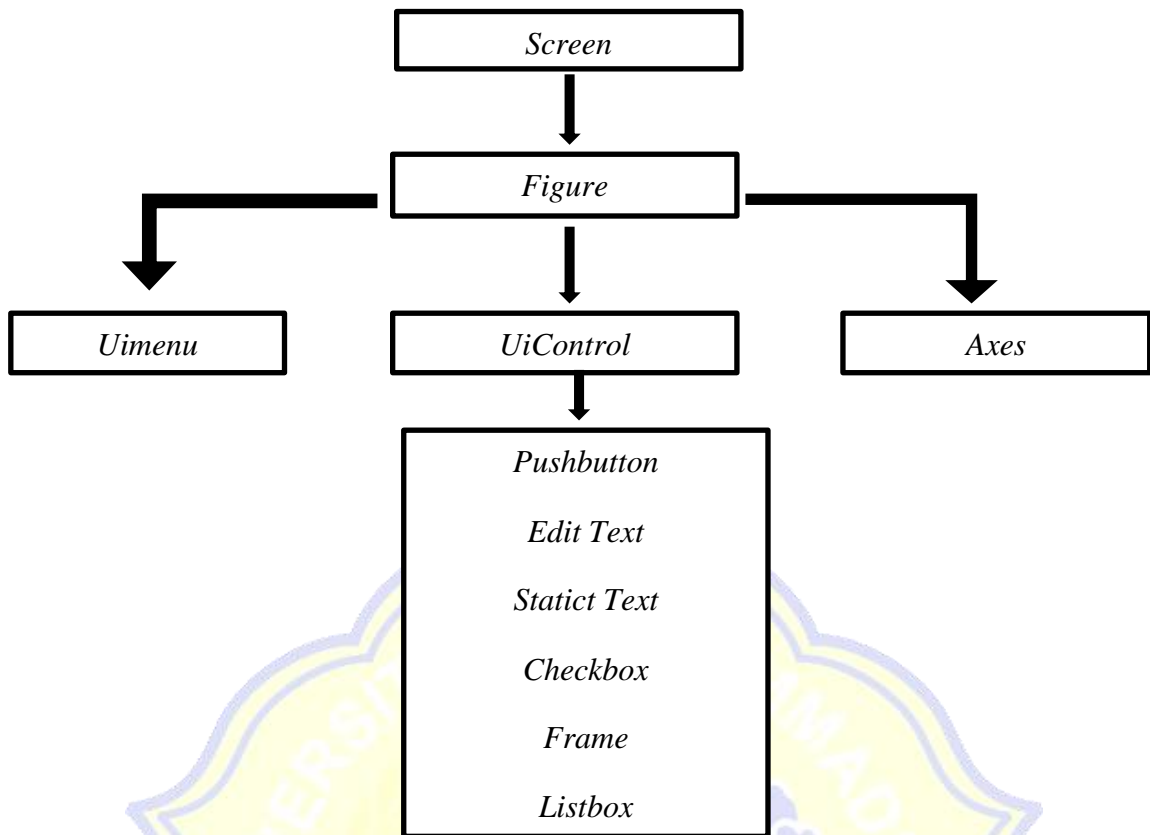 Screen
Figure
Uimenu
UiControl
Axes
Pushbutton
Edit Text
Statict Text
Checkbox
Frame
Listbox